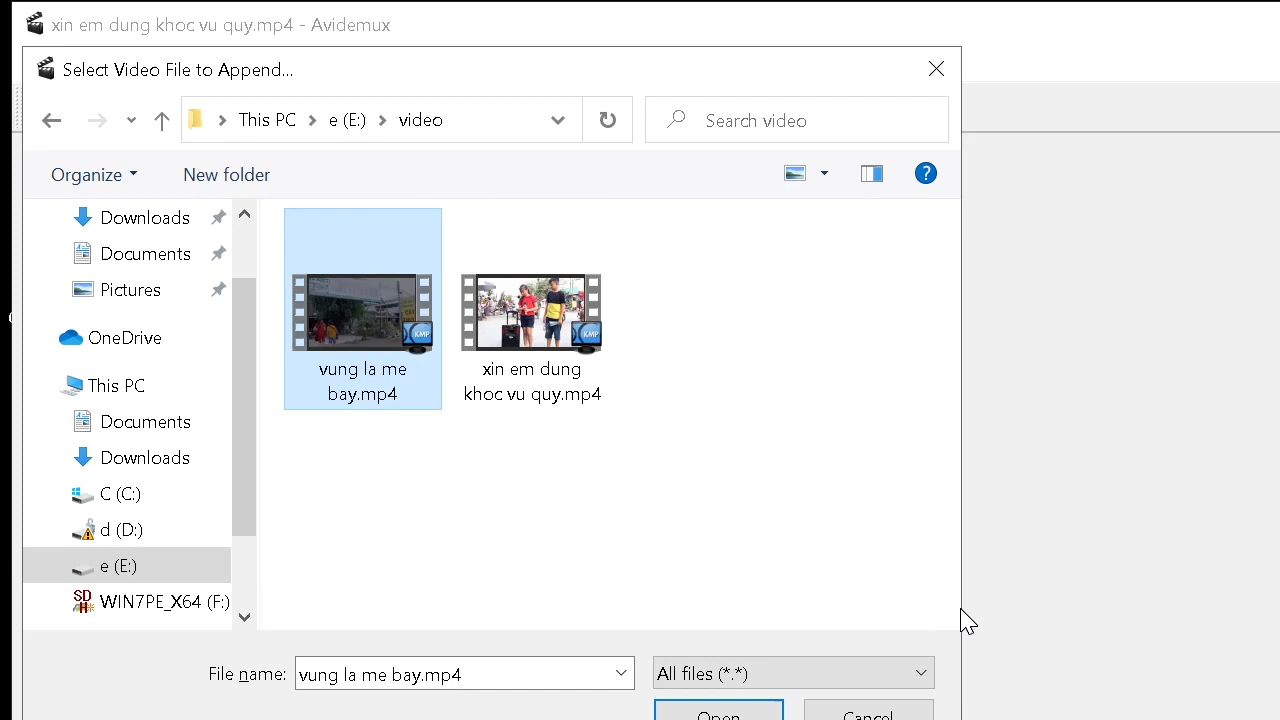 xin em dung khoc vu quy.mp4 - Avidemux
Select Video File to Append...
This PC > e (E:) > video
Search video
Organize
New folder
Downloads
Documents
Pictures
OneDrive
This PC
Documents
Downloads
C (C:)
d (D:)
e (E:)
WIN7PE_X64 (F:)
KMP
vung la me
bay.mp4
KMP
xin em dung
khoc vu quy.mp4
File name:
vung la me bay.mp4
All files (*.*)
Open
Cancel